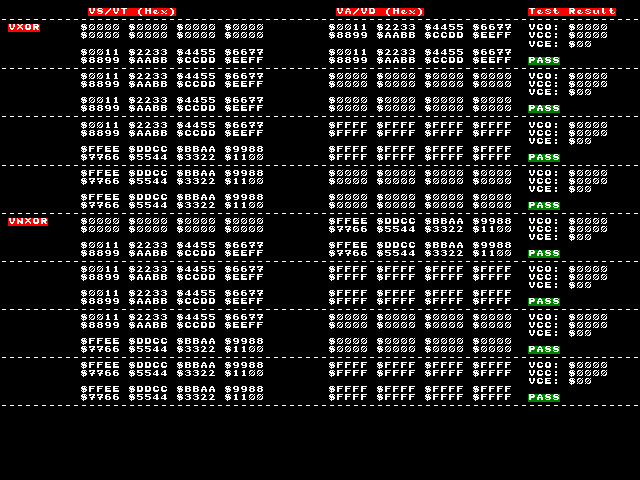 VS/VT (Hex) VA/VD (Hex) Test Result
VXOR $0000 $0000 $0000 $0000 $0011 $2233 $4455 $6677 VCO: $0000
$0000 $0000 $0000 $0000 $8899 $AABB $CCDD $EEFF VCC: $0000
VCE: $00
$0011 $2233 $4455 $6677 $0011 $2233 $4455 $6677
$8899 $AABB $CCDD $EEFF $8899 $AABB $CCDD $EEFF PASS
$0011 $2233 $4455 $6677 $0000 $0000 $0000 $0000 VCO: $0000
$8899 $AABB $CCDD $EEFF $0000 $0000 $0000 $0000 VCC: $0000
VCE: $00
$0011 $2233 $4455 $6677 $0000 $0000 $0000 $0000
$8899 $AABB $CCDD $EEFF $0000 $0000 $0000 $0000 PASS
$0011 $2233 $4455 $6677 $FFFF $FFFF $FFFF $FFFF VCO: $0000
$8899 $AABB $CCDD $EEFF $FFFF $FFFF $FFFF $FFFF VCC: $0000
VCE: $00
$FFEE $DDCC $BBAA $9988 $FFFF $FFFF $FFFF $FFFF
$7766 $5544 $3322 $1100 $FFFF $FFFF $FFFF $FFFF PASS
$FFEE $DDCC $BBAA $9988 $0000 $0000 $0000 $0000 VCO: $0000
$7766 $5544 $3322 $1100 $0000 $0000 $0000 $0000 VCC: $0000
VCE: $00
$FFEE $DDCC $BBAA $9988 $0000 $0000 $0000 $0000
$7766 $5544 $3322 $1100 $0000 $0000 $0000 $0000 PASS
VNXOR $0000 $0000 $0000 $0000 $FFEE $DDCC $BBAA $9988 VCO: $0000
$0000 $0000 $0000 $0000 $7766 $5544 $3322 $1100 VCC: $0000
VCE: $00
$0011 $2233 $4455 $6677 $FFEE $DDCC $BBAA $9988
$8899 $AABB $CCDD $EEFF $7766 $5544 $3322 $1100 PASS
$0011 $2233 $4455 $6677 $FFFF $FFFF $FFFF $FFFF VCO: $0000
$8899 $AABB $CCDD $EEFF $FFFF $FFFF $FFFF $FFFF VCC: $0000
VCE: $00
$0011 $2233 $4455 $6677 $FFFF $FFFF $FFFF $FFFF
$8899 $AABB $CCDD $EEFF $FFFF $FFFF $FFFF $FFFF PASS
$0011 $2233 $4455 $6677 $0000 $0000 $0000 $0000 VCO: $0000
$8899 $AABB $CCDD $EEFF $0000 $0000 $0000 $0000 VCC: $0000
VCE: $00
$FFEE $DDCC $BBAA $9988 $0000 $0000 $0000 $0000
$7766 $5544 $3322 $1100 $0000 $0000 $0000 $0000 PASS
$FFEE $DDCC $BBAA $9988 $FFFF $FFFF $FFFF $FFFF VCO: $0000
$7766 $5544 $3322 $1100 $FFFF $FFFF $FFFF $FFFF VCC: $0000
VCE: $00
$FFEE $DDCC $BBAA $9988 $FFFF $FFFF $FFFF $FFFF
$7766 $5544 $3322 $1100 $FFFF $FFFF $FFFF $FFFF PASS